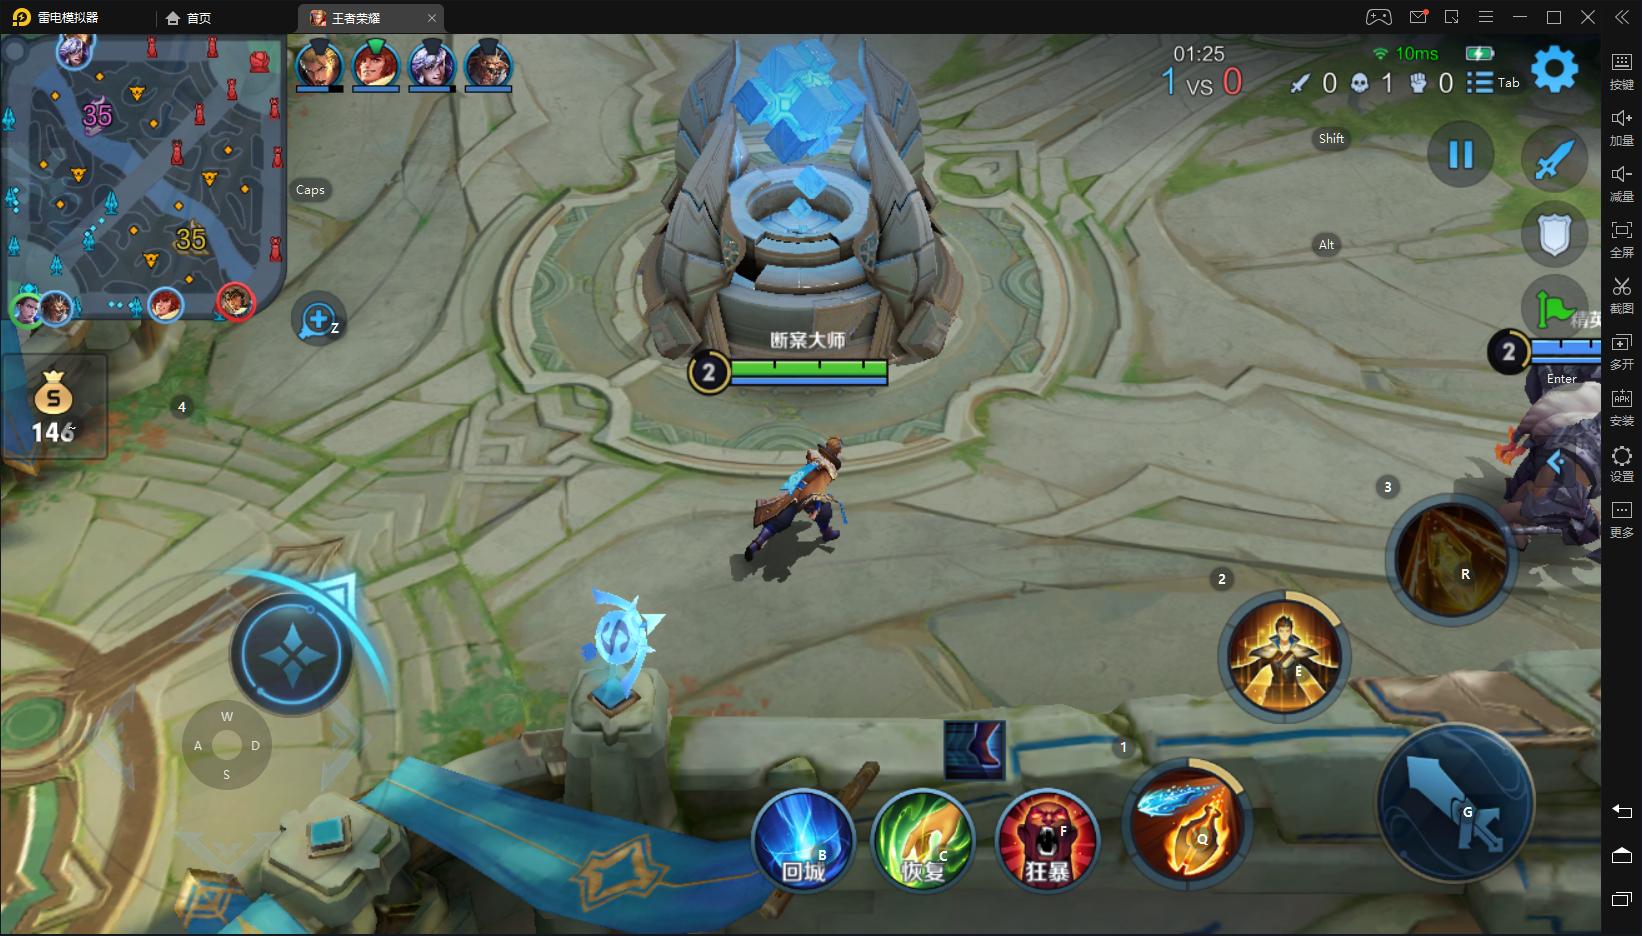 雷电模拟器
首页
王者荣耀
01:25
1 VS 0
10ms
0 1 0 Tab
按键
加量
减量
全屏
截图
多开
安装
设置
更多
Shift
Caps
Alt
35
35
Z
精英
2
Enter
断案大师
2
146
4
3
R
2
E
W
A D
S
1
G
B
回城
C
恢复
F
狂暴
Q
APK